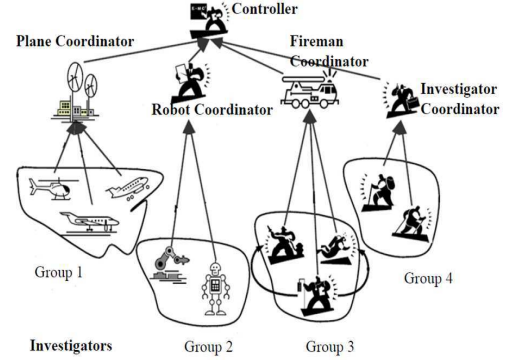 Controller
Plane Coordinator
Fireman
Coordinator
Robot Coordinator
Investigator
Coordinator
Group 1
Group 4
Investigators
Group 2
Group 3